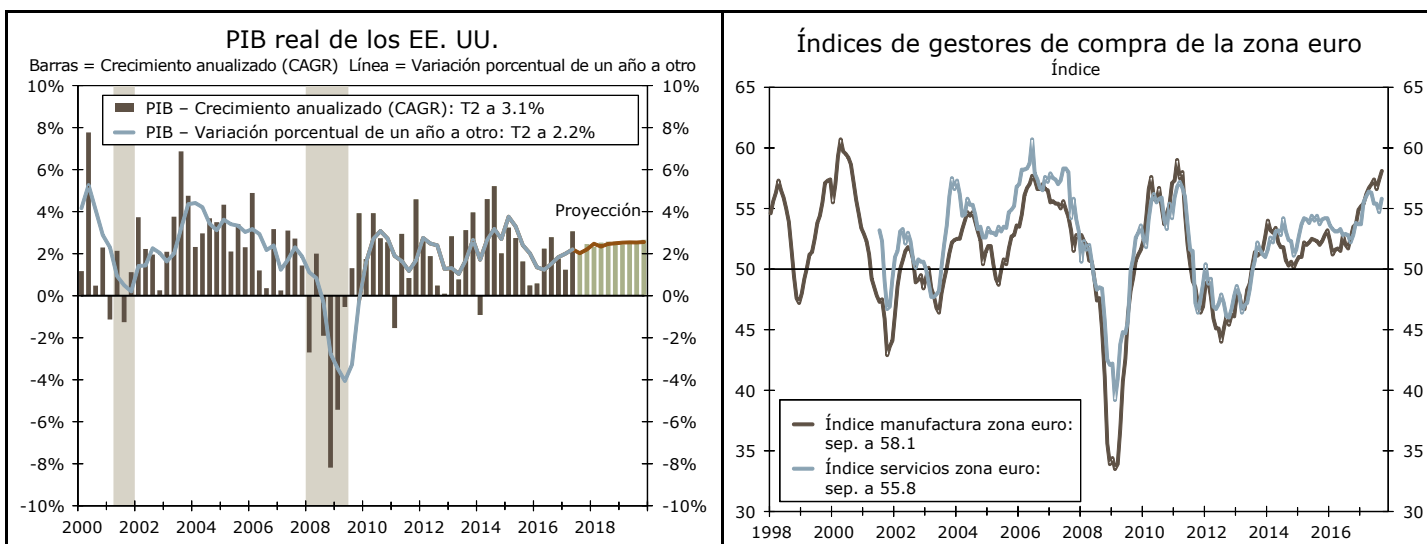 PIB real de los EE. UU.
Barras = Crecimiento anualizado (CAGR) Línea = Variación porcentual de un año a otro
10%
8%
6%
4%
2%
0%
-2%
-4%
-6%
-8%
-10%
10%
8%
6%
4%
2%
0%
-2%
-4%
-6%
-8%
-10%
PIB – Crecimiento anualizado (CAGR): T2 a 3.1%
PIB – Variación porcentual de un año a otro: T2 a 2.2%
Proyección
2000 2002 2004 2006 2008 2010 2012 2014 2016 2018
Índices de gestores de compra de la zona euro
Índice
65
60
55
50
45
40
35
30
65
60
55
50
45
40
35
30
Índice manufactura zona euro:
sep. a 58.1
Índice servicios zona euro:
sep. a 55.8
1998 2000 2002 2004 2006 2008 2010 2012 2014 2016